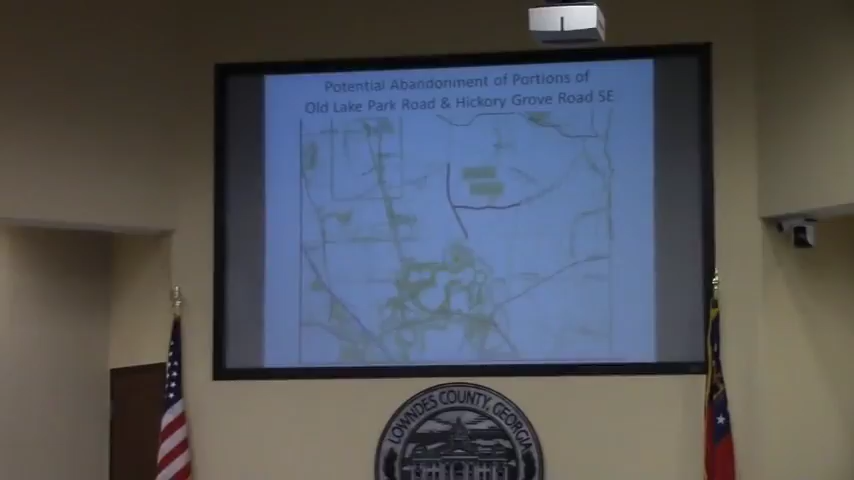 Potential Abandonment of Portions of
Old Lake Park Road & Hickory Grove Road SE
LOWNDES COUNTY, GEORGIA